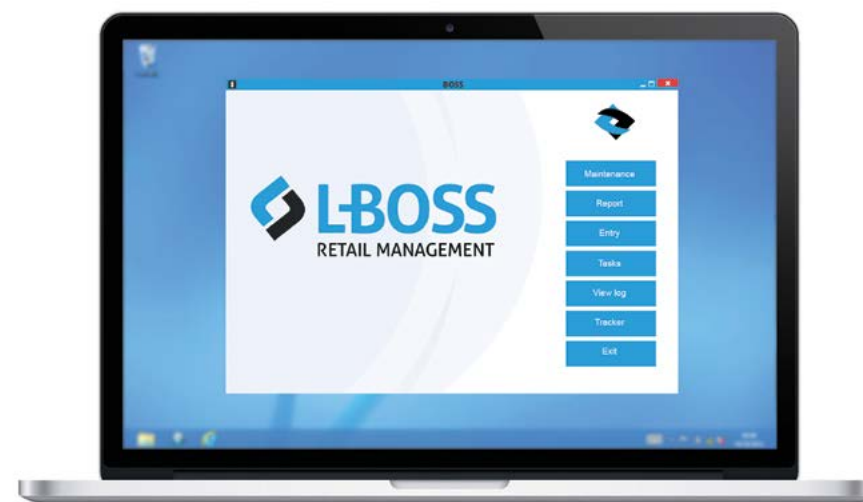 BOSS
L-BOSS
RETAIL MANAGEMENT
Maintenance
Report
Entry
Tasks
View log
Tracker
Exit